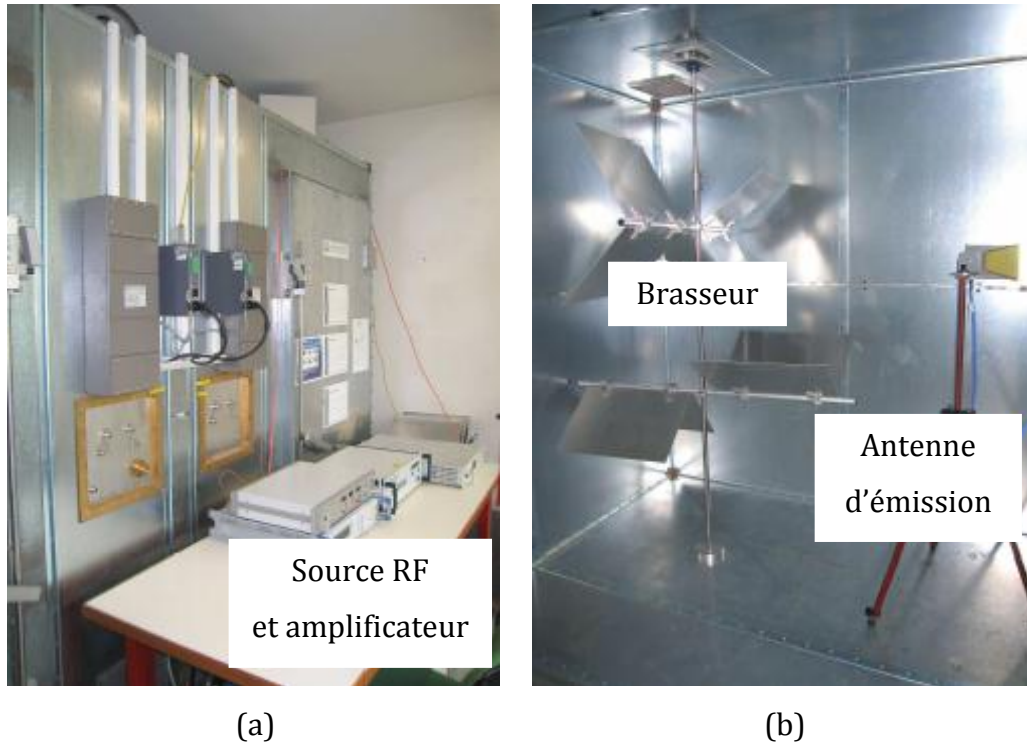 Source RF
et amplificateur
(a)
Brasseur
Antenne
d’émission
(b)